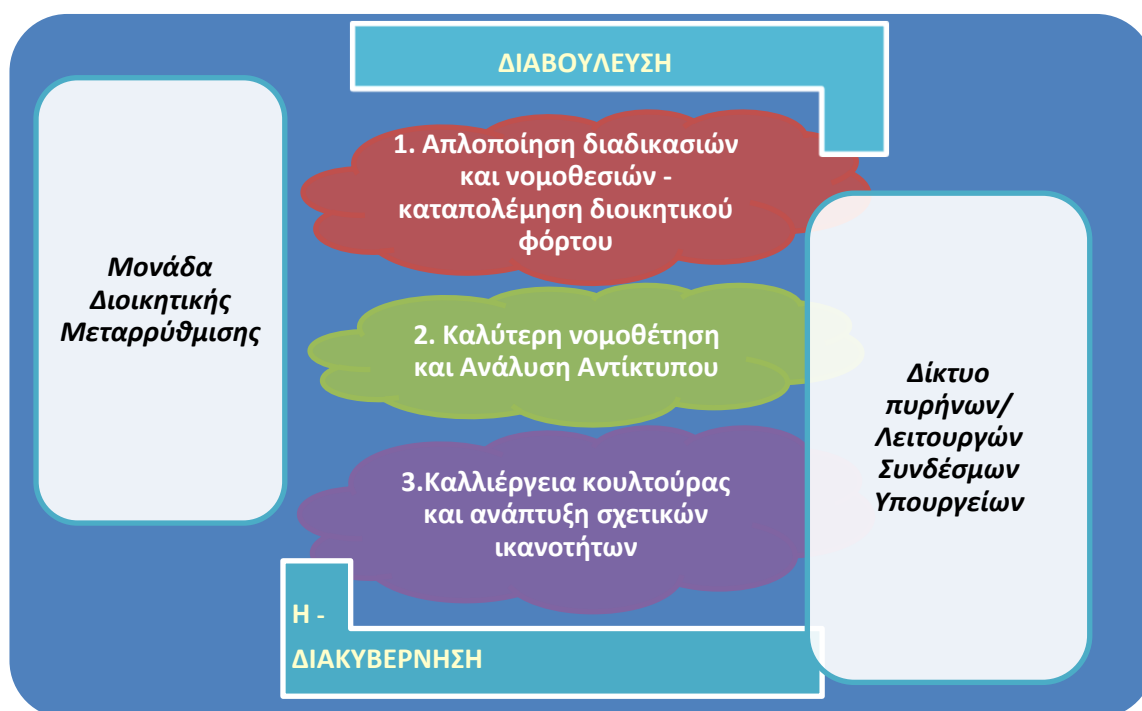 ΔΙΑΒΟΥΛΕΥΣΗ
Μονάδα
Διοικητικής
Μεταρρύθμισης
1. Απλοποίηση διαδικασιών
και νομοθεσιών -
καταπολέμηση διοικητικού
φόρτου
2. Καλύτερη νομοθέτηση
και Ανάλυση Αντίκτυπου
3.Καλλιέργεια κουλτούρας
και ανάπτυξη σχετικών
ικανοτήτων
Δίκτυο
πυρήνων/
Λειτουργών
Συνδέσμων
Υπουργείων
Η -
ΔΙΑΚΥΒΕΡΝΗΣΗ